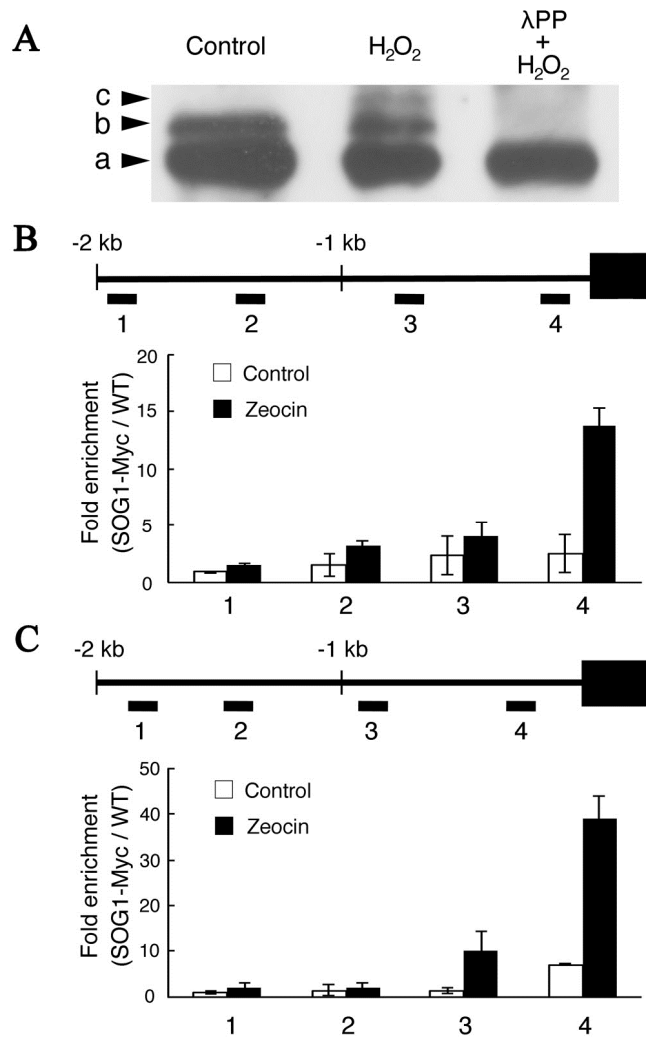 A
Control
H₂O₂
λPP
+
H₂O₂
c
b
a
B
-2 kb
-1 kb
1
2
3
4
Fold enrichment
(SOG1-Myc / WT)
20
15
10
5
0
Control
Zeocin
1
2
3
4
C
-2 kb
-1 kb
1
2
3
4
Fold enrichment
(SOG1-Myc / WT)
50
40
30
20
10
0
Control
Zeocin
1
2
3
4